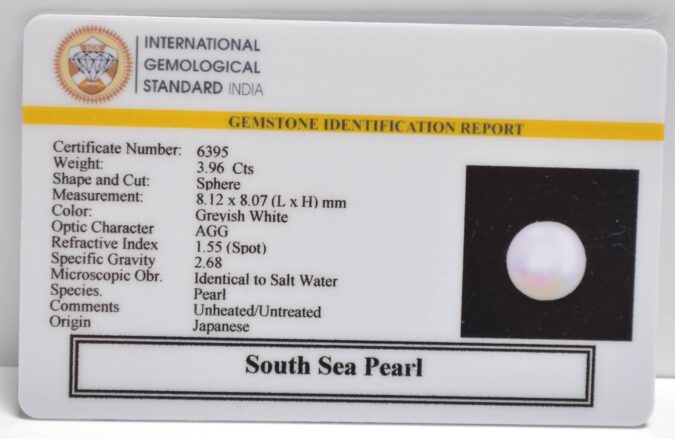 INTERNATIONAL
GEMOLOGICAL
STANDARD INDIA
GEMSTONE IDENTIFICATION REPORT
Certificate Number: 6395
Weight: 3.96 Cts
Shape and Cut: Sphere
Measurement: 8.12 x 8.07 (L x H) mm
Color: Greyish White
Optic Character AGG
Refractive Index 1.55 (Spot)
Specific Gravity 2.68
Microscopic Obr. Identical to Salt Water
Species. Pearl
Comments Unheated/Untreated
Origin Japanese
South Sea Pearl